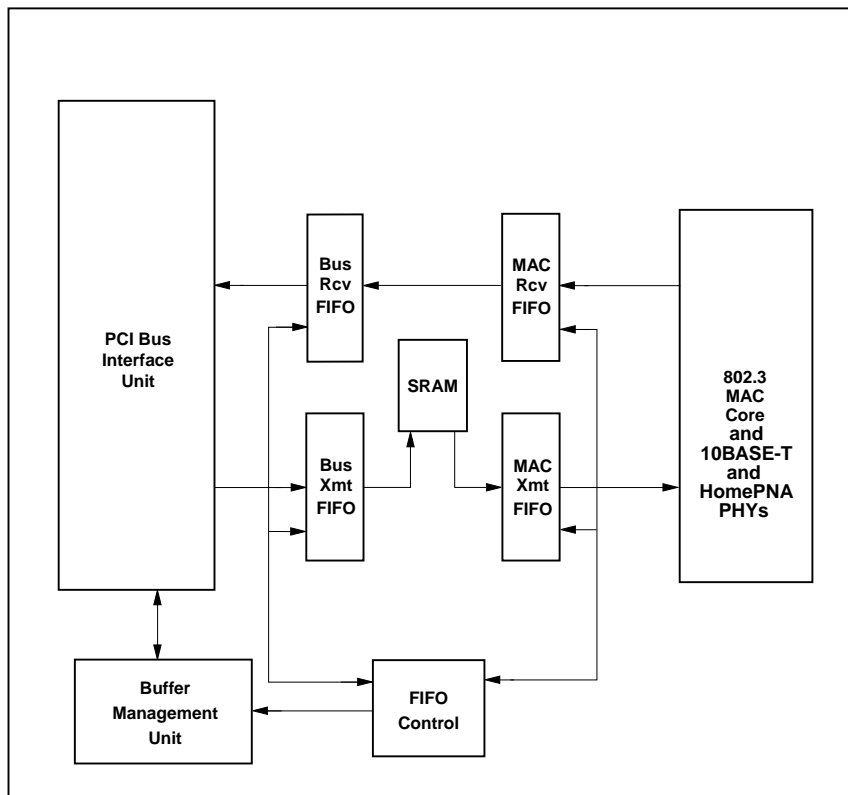 PCI Bus
Interface
Unit
Bus
Rcv
FIFO
MAC
Rcv
FIFO
SRAM
Bus
Xmt
FIFO
MAC
Xmt
FIFO
802.3
MAC
Core
and
10BASE-T
and
HomePNA
PHYs
Buffer
Management
Unit
FIFO
Control